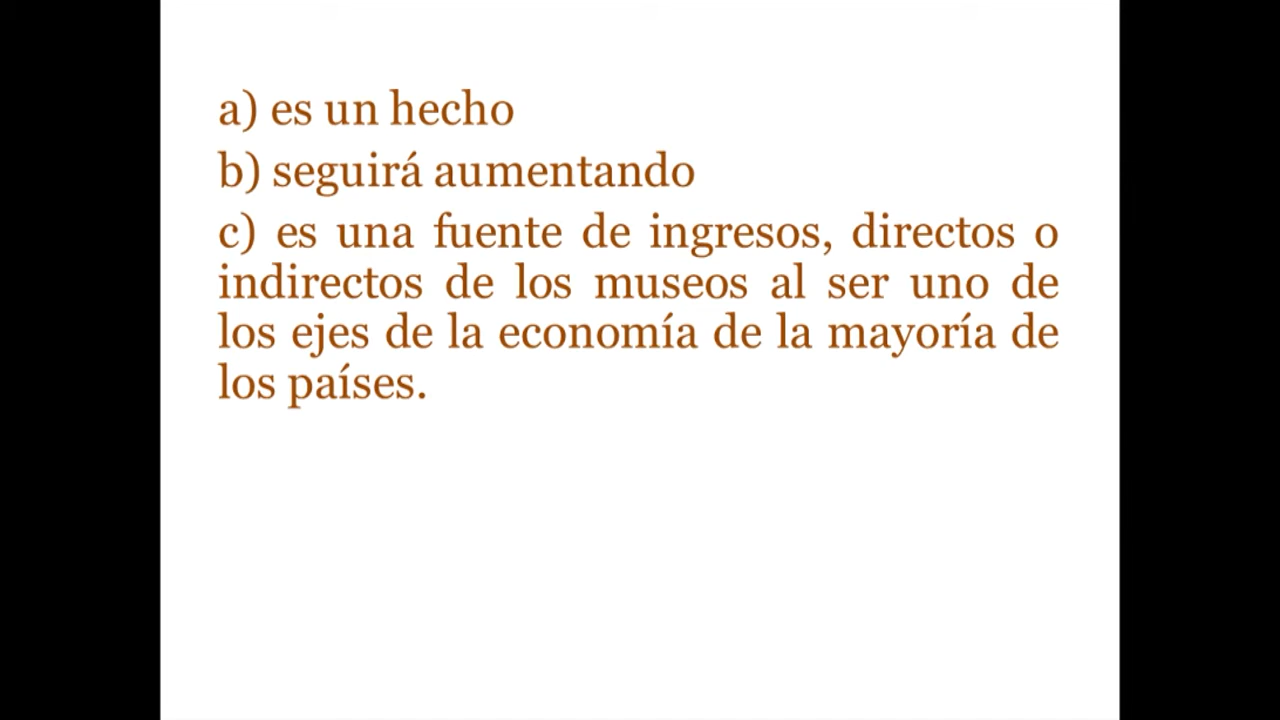 a) es un hecho
b) seguirá aumentando
c) es una fuente de ingresos, directos o
indirectos de los museos al ser uno de
los ejes de la economía de la mayoría de
los países.